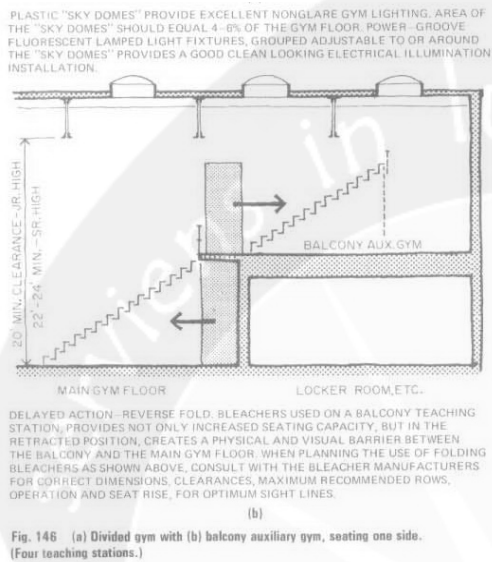 PLASTIC "SKY DOMES" PROVIDE EXCELLENT NONGLARE GYM LIGHTING. AREA OF
THE "SKY DOMES" SHOULD EQUAL 4-6% OF THE GYM FLOOR. POWER-GROOVE
FLUORESCENT LAMPED LIGHT FIXTURES, GROUPED ADJUSTABLE TO OR AROUND
THE "SKY DOMES" PROVIDES A GOOD CLEAN LOOKING ELECTRICAL ILLUMINATION
INSTALLATION.
20' MIN. CLEARANCE-JR. HIGH
22'-24' MIN.-SR. HIGH
BALCONY AUX. GYM
MAIN GYM FLOOR
LOCKER ROOM, ETC.
DELAYED ACTION-REVERSE FOLD. BLEACHERS USED ON A BALCONY TEACHING
STATION, PROVIDES NOT ONLY INCREASED SEATING CAPACITY, BUT IN THE
RETRACTED POSITION, CREATES A PHYSICAL AND VISUAL BARRIER BETWEEN
THE BALCONY AND THE MAIN GYM FLOOR. WHEN PLANNING THE USE OF FOLDING
BLEACHERS AS SHOWN ABOVE, CONSULT WITH THE BLEACHER MANUFACTURERS
FOR CORRECT DIMENSIONS, CLEARANCES, MAXIMUM RECOMMENDED ROWS,
OPERATION AND SEAT RISE, FOR OPTIMUM SIGHT LINES.
(b)
Fig. 146 (a) Divided gym with (b) balcony auxiliary gym, seating one side.
(Four teaching stations.)